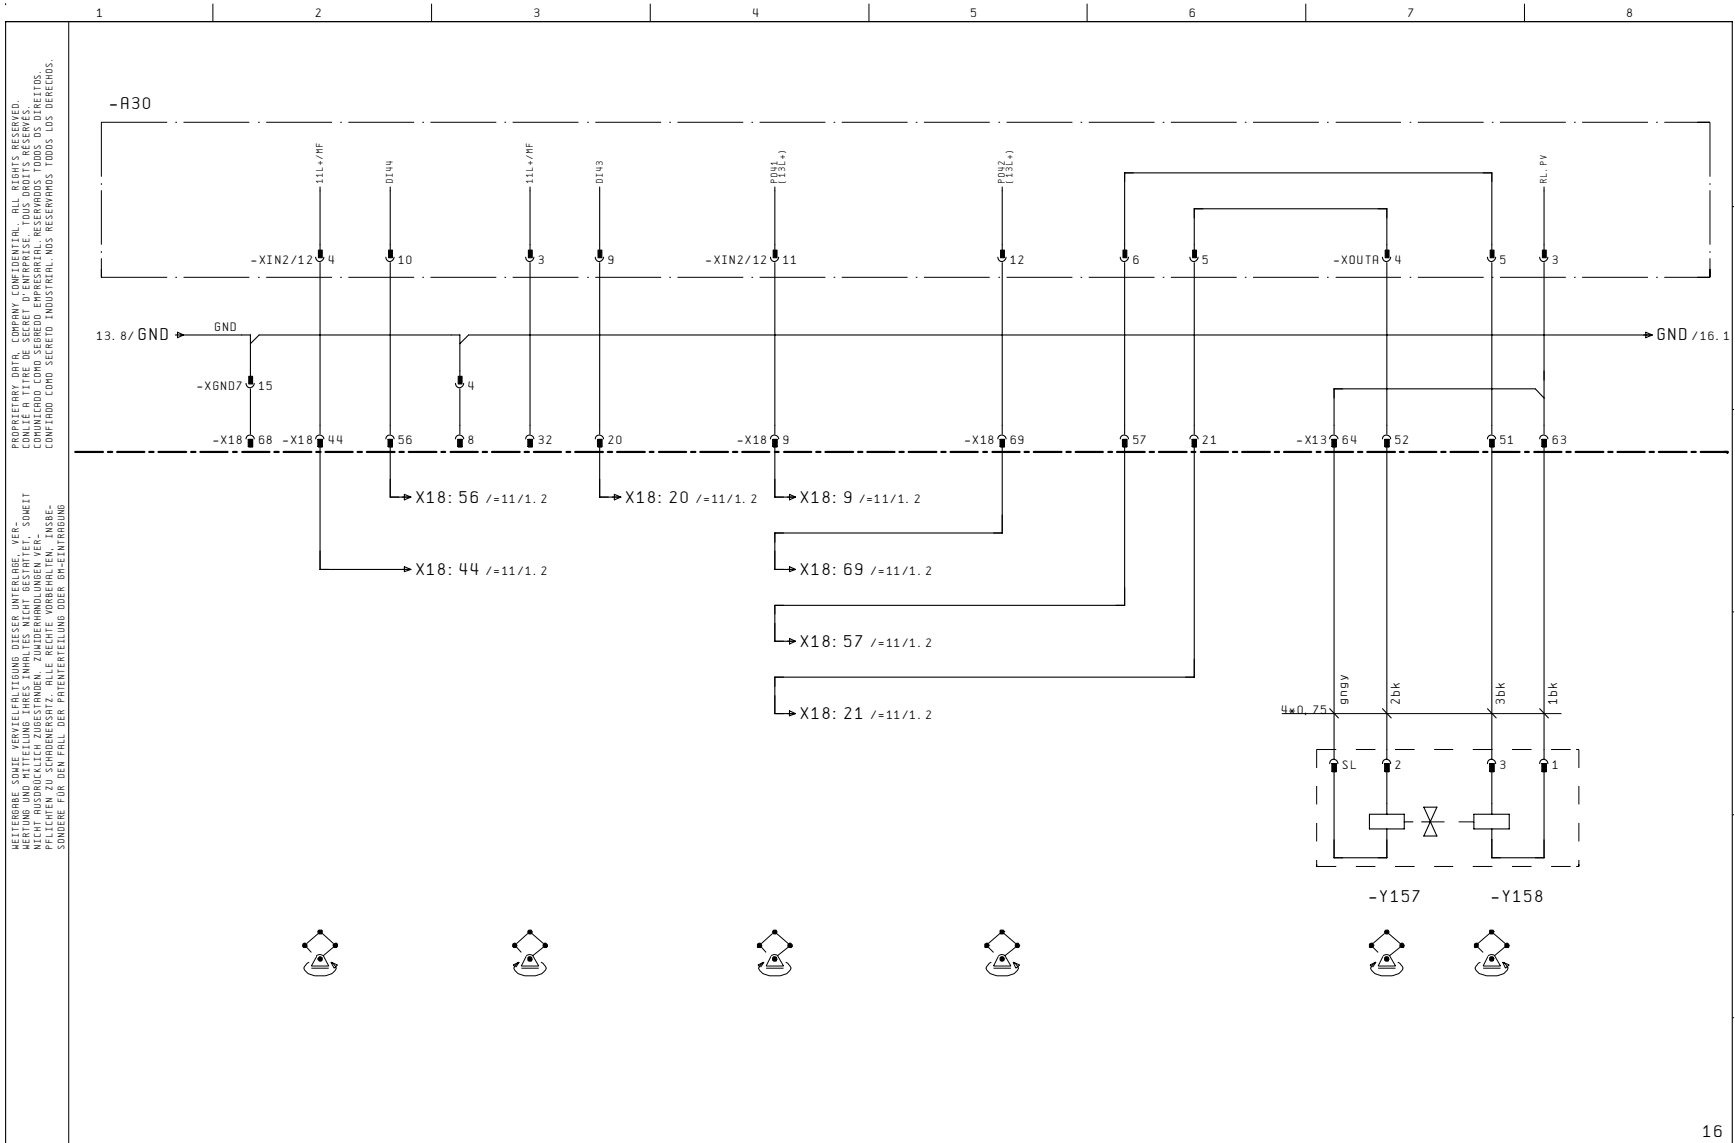 1 2 3 4 5 6 7 8
PROPRIETARY DATA, COMPANY CONFIDENTIAL. ALL RIGHTS RESERVED.
CONFIÉ A TITRE DE SECRET D'ENTRPRISE. TOUS DROITS RESERVÉS.
COMUNICADO COMO SEGREDO EMPRESARIAL. RESERVADOS TODOS OS DIREITOS.
CONFIADO COMO SECRETO INDUSTRIAL. NOS RESERVAMOS TODOS LOS DERECHOS.
WEITERGABE SOWIE VERVIELFALTIGUNG DIESER UNTERLAGE, VER-
WERTUNG UND MITTEILUNG IHRES INHALTES NICHT GESTATTET, SOWEIT
NICHT AUSDRÜCKLICH ZUGESTANDEN. ZUWIDERHANDLUNGEN VER-
PFLICHTEN ZU SCHADENERSATZ. ALLE RECHTE VORBEHALTEN, INSBE-
SONDERE FÜR DEN FALL DER PATENTERTEILUNG ODER GM-EINTRAGUNG
-A30
11L+/MF
DI44
11L+/MF
DI43
PO41
(13L+)
PO42
(13L+)
RL.PV
-XIN2/12 4 10 3 9 -XIN2/12 11 12 6 5 -XOUTA 4 5 3
13.8/GND GND GND /16.1
-XGND7 15 4
-X18 68 -X18 44 56 8 32 20 -X18 9 -X18 69 57 21 -X13 64 52 51 63
X18:56 /=11/1.2 X18:20 /=11/1.2 X18:9 /=11/1.2
X18:44 /=11/1.2 X18:69 /=11/1.2
X18:57 /=11/1.2
X18:21 /=11/1.2
4*0,75 gngy 2bk 3bk 1bk
SL 2 3 1
-Y157 -Y158
16